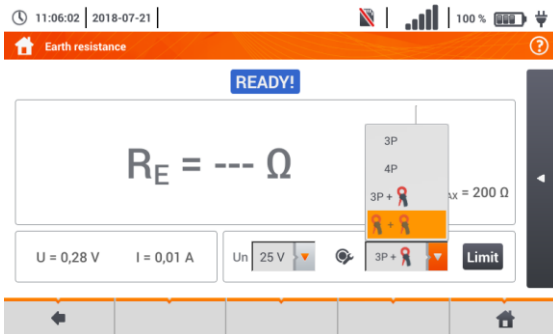 11:06:02 2018-07-21 100 %
Earth resistance
READY!
RE = --- Ω
3P
4P
3P +
+
= 200 Ω
U = 0,28 V I = 0,01 A Un 25 V 3P + Limit